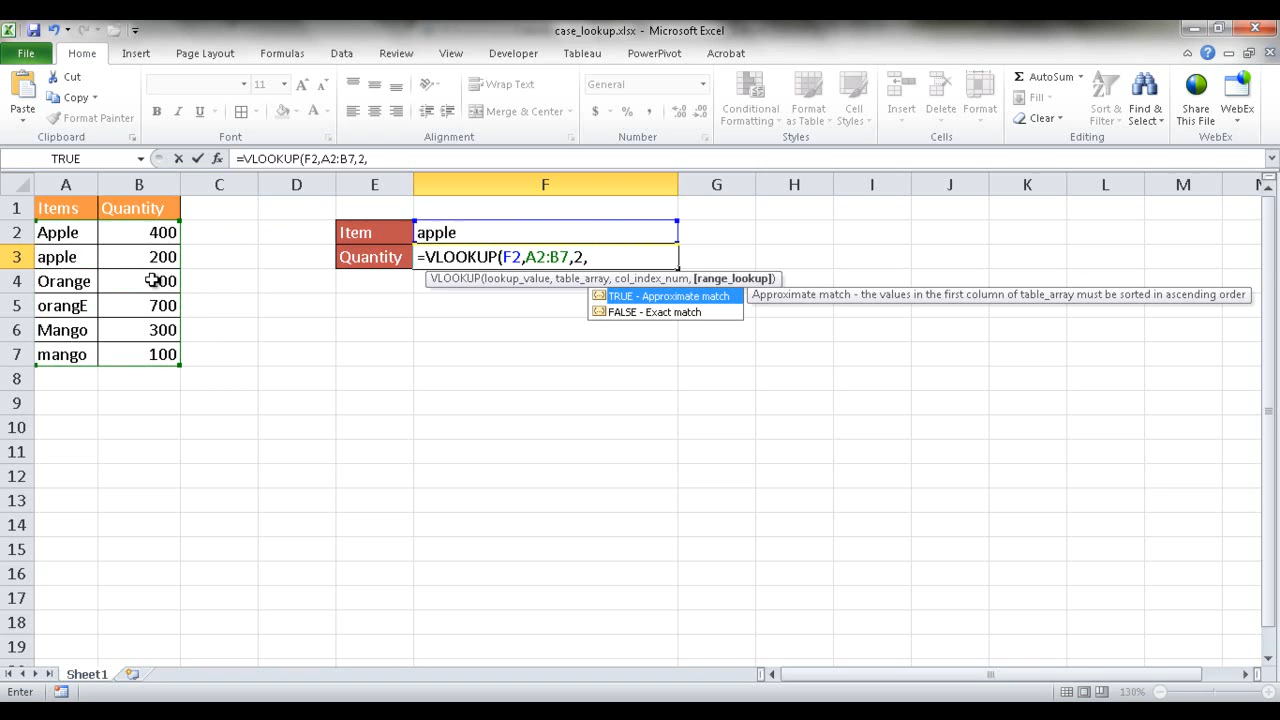 Case_lookup.xlsx - Microsoft Excel
File Home Insert Page Layout Formulas Data Review View Developer Tableau PowerPivot Acrobat
Paste
Cut
Copy
Format Painter
Clipboard
11
Font
Wrap Text
Merge & Center
Alignment
General
$ % ,
Number
Conditional Formatting
Format as Table
Cell Styles
Styles
Insert Delete Format
Cells
AutoSum
Fill
Clear
Sort & Filter
Find & Select
Editing
Share This File
WebEx
WebEx
TRUE =VLOOKUP(F2,A2:B7,2,
A B C D E F G H I J K L M
1 Items Quantity
2 Apple 400 Item apple
3 apple 200 Quantity =VLOOKUP(F2,A2:B7,2,
VLOOKUP(lookup_value, table_array, col_index_num, [range_lookup])
4 Orange
TRUE - Approximate match
Approximate match - the values in the first column of table_array must be sorted in ascending order
FALSE - Exact match
5 orangE 700
6 Mango 300
7 mango 100
8
9
10
11
12
13
14
15
16
17
18
19
Sheet1
Enter 130%